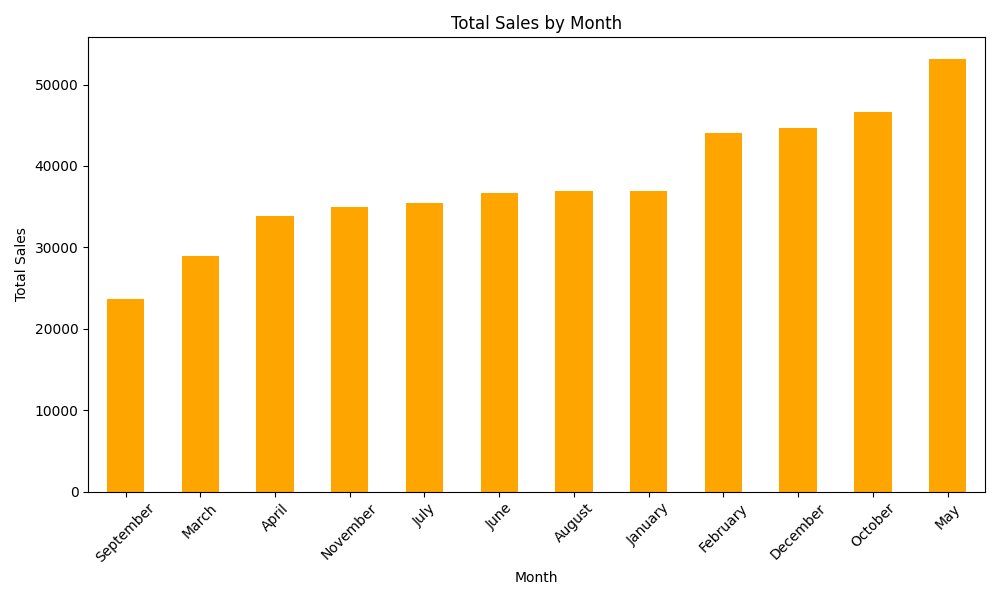 Total Sales by Month
Total Sales
50000
40000
30000
20000
10000
0
September
March
April
November
July
June
August
January
February
December
October
May
Month